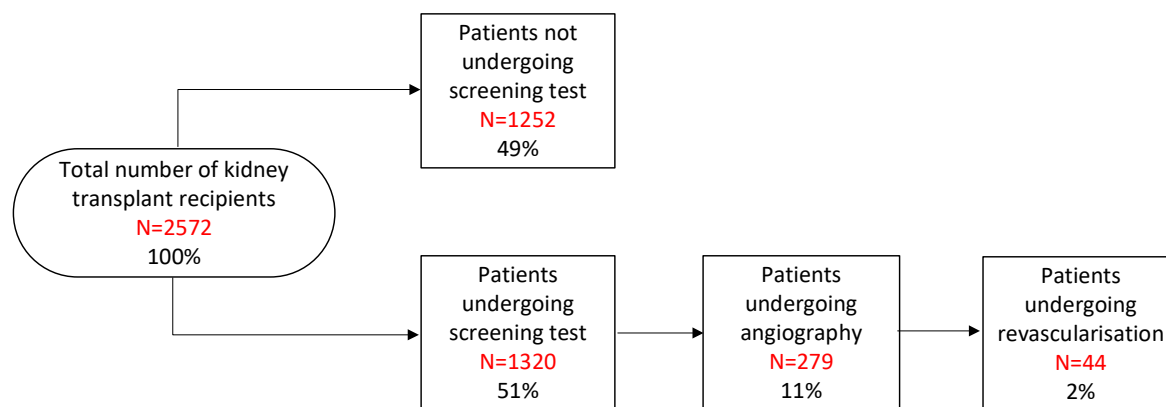 Patients not
undergoing
screening test
N=1252
49%
Total number of kidney
transplant recipients
N=2572
100%
Patients
undergoing
screening test
N=1320
51%
Patients
undergoing
angiography
N=279
11%
Patients
undergoing
revascularisation
N=44
2%